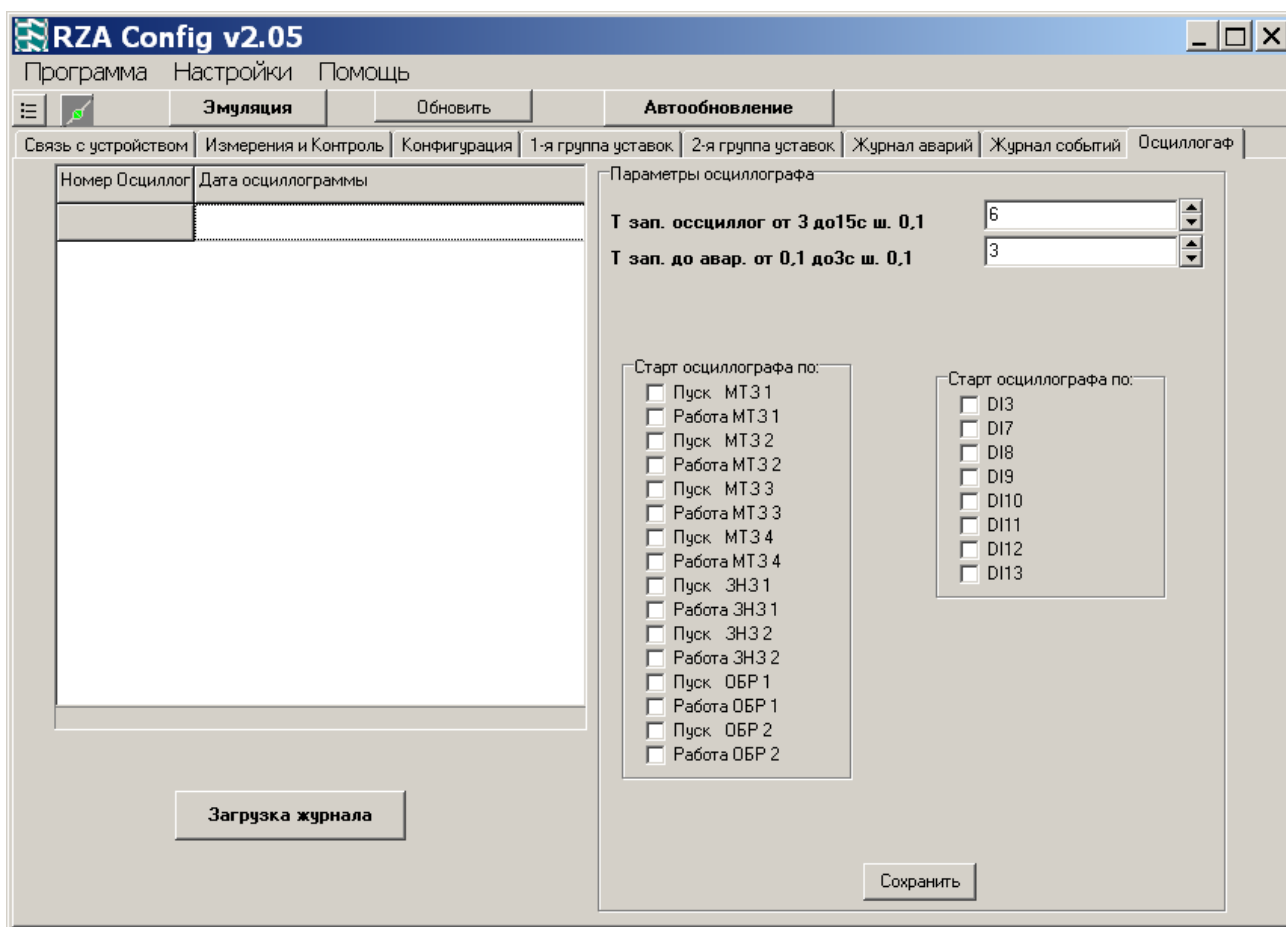 RZA Config v2.05
Программа Настройки Помощь
Эмуляция Обновить Автообновление
Связь с устройством Измерения и Контроль Конфигурация 1-я группа уставок 2-я группа уставок Журнал аварий Журнал событий Осциллогаф
Номер Осциллог Дата осциллограммы
Параметры осциллографа
Т зап. оссциллог от 3 до15с ш. 0,1 6
Т зап. до авар. от 0,1 до3с ш. 0,1 3
Старт осциллографа по:
Пуск МТЗ 1
Работа МТЗ 1
Пуск МТЗ 2
Работа МТЗ 2
Пуск МТЗ 3
Работа МТЗ 3
Пуск МТЗ 4
Работа МТЗ 4
Пуск ЗНЗ 1
Работа ЗНЗ 1
Пуск ЗНЗ 2
Работа ЗНЗ 2
Пуск ОБР 1
Работа ОБР 1
Пуск ОБР 2
Работа ОБР 2
Старт осциллографа по:
DI3
DI7
DI8
DI9
DI10
DI11
DI12
DI13
Загрузка журнала
Сохранить